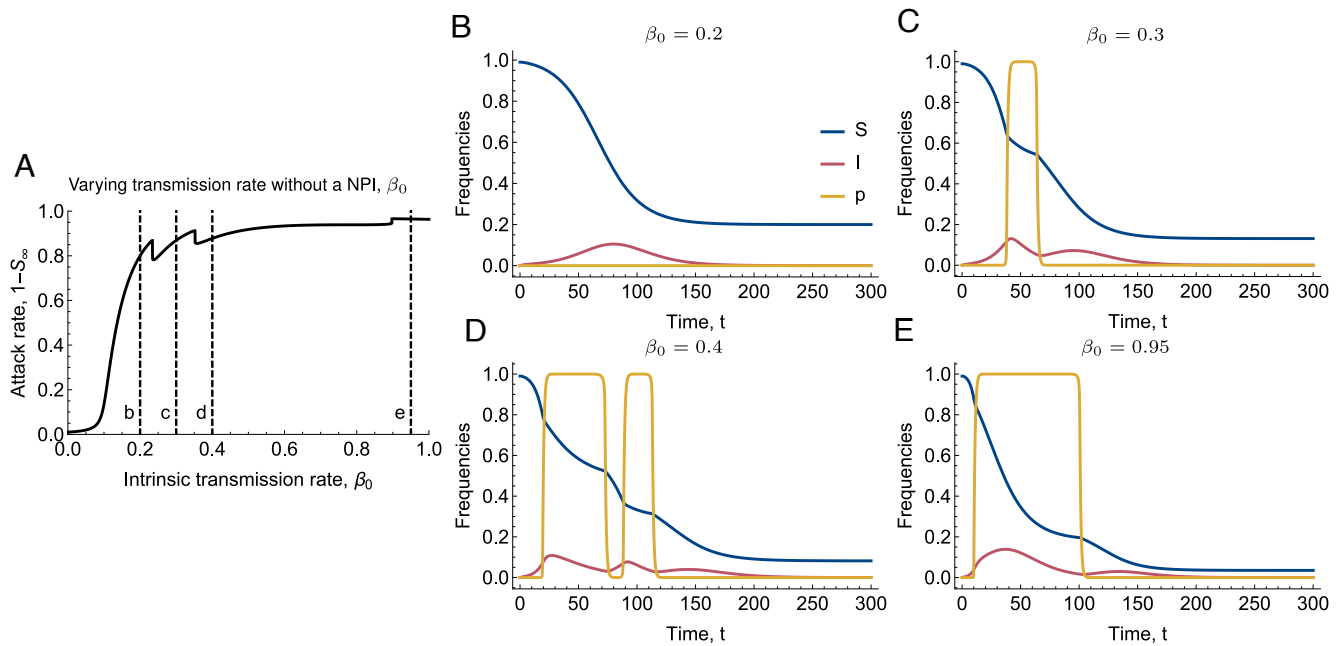 A
Varying transmission rate without a NPI, β₀
Attack rate, 1−S∞
1.0
0.8
0.6
0.4
0.2
0.0
b
c
d
e
0.0 0.2 0.4 0.6 0.8 1.0
Intrinsic transmission rate, β₀
B
β₀ = 0.2
Frequencies
1.0
0.8
0.6
0.4
0.2
0.0
S
I
p
0 50 100 150 200 250 300
Time, t
C
β₀ = 0.3
Frequencies
1.0
0.8
0.6
0.4
0.2
0.0
0 50 100 150 200 250 300
Time, t
D
β₀ = 0.4
Frequencies
1.0
0.8
0.6
0.4
0.2
0.0
0 50 100 150 200 250 300
Time, t
E
β₀ = 0.95
Frequencies
1.0
0.8
0.6
0.4
0.2
0.0
0 50 100 150 200 250 300
Time, t